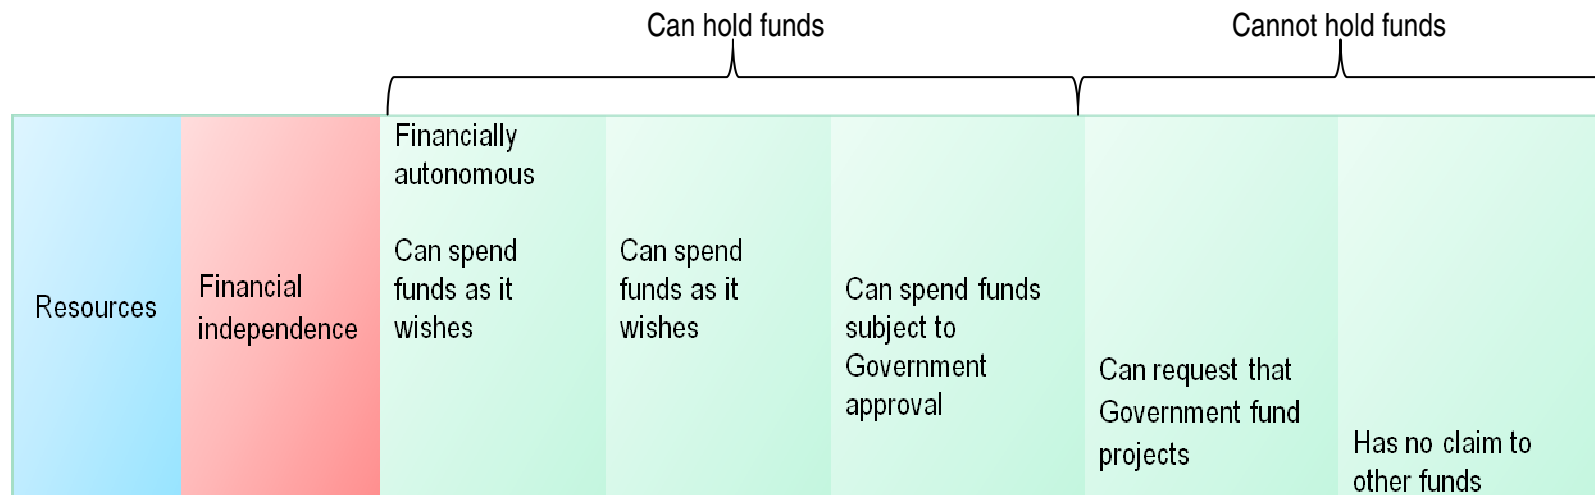 Can hold funds
Cannot hold funds
Resources
Financial
independence
Financially
autonomous
Can spend
funds as it
wishes
Can spend
funds as it
wishes
Can spend funds
subject to
Government
approval
Can request that
Government fund
projects
Has no claim to
other funds